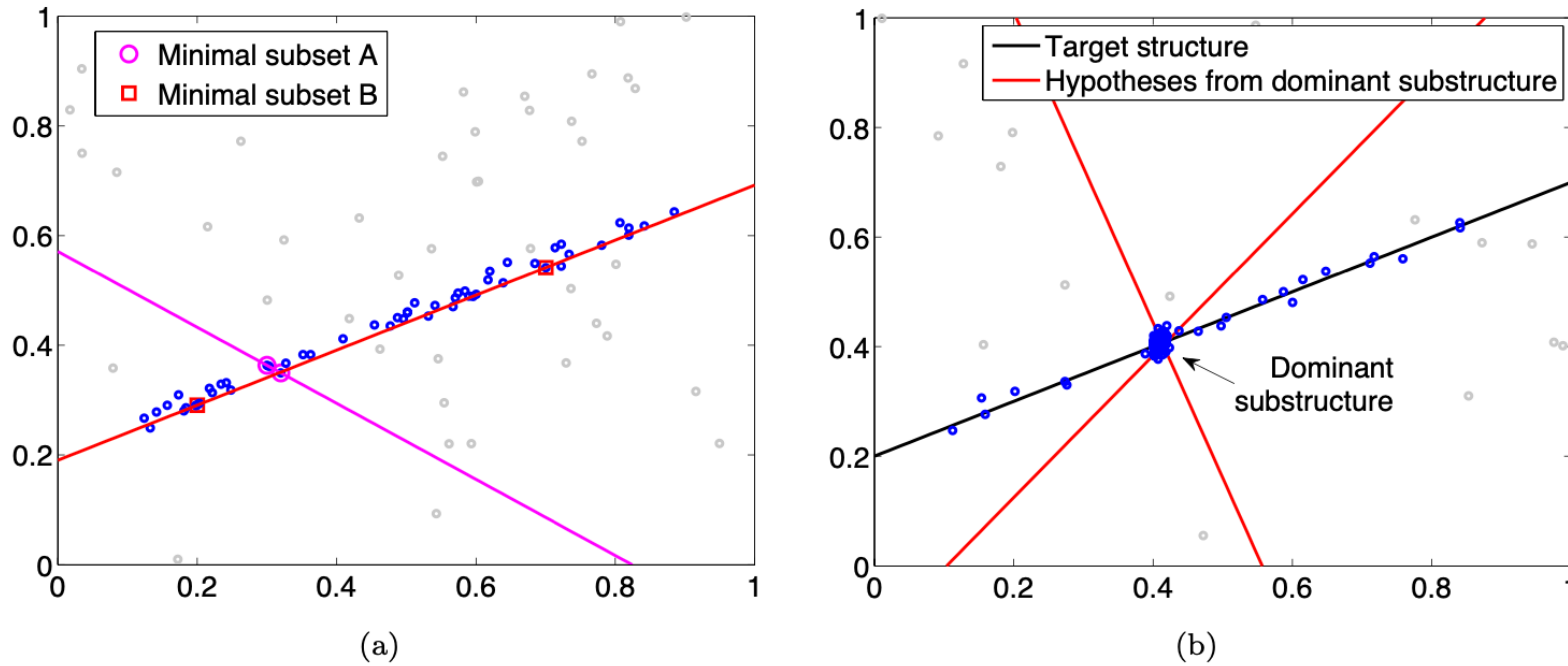 1
0.8
0.6
0.4
0.2
0
0
0.2
0.4
0.6
0.8
1
Minimal subset A
Minimal subset B
(a)
1
0.8
0.6
0.4
0.2
0
0
0.2
0.4
0.6
0.8
Target structure
Hypotheses from dominant substructure
Dominant
substructure
(b)